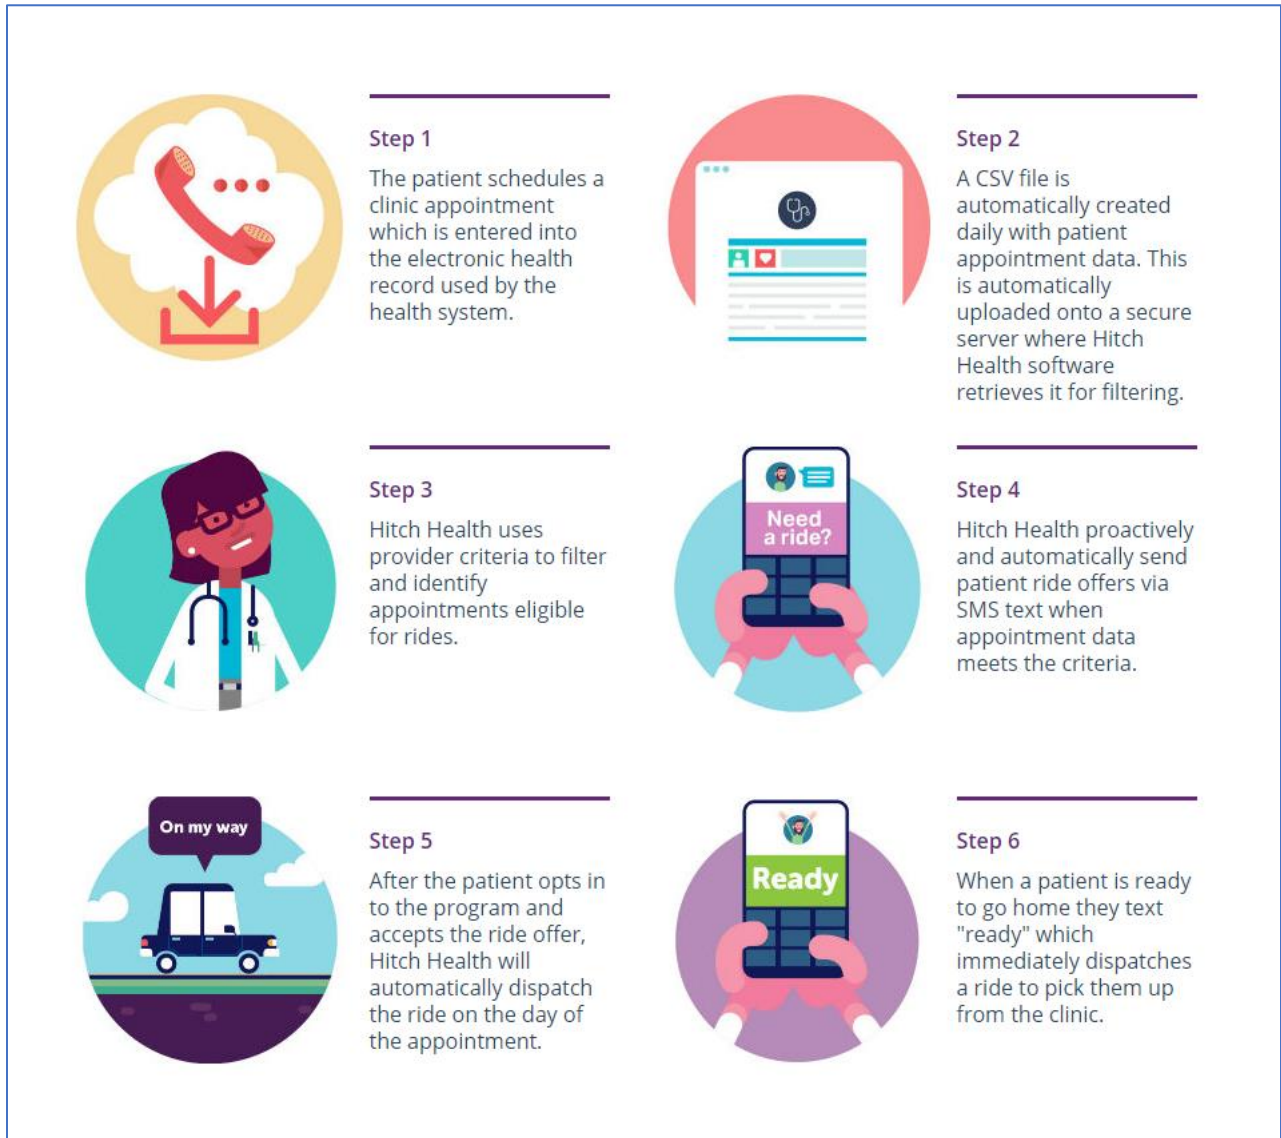 Step 1
The patient schedules a
clinic appointment
which is entered into
the electronic health
record used by the
health system.
Step 2
A CSV file is
automatically created
daily with patient
appointment data. This
is automatically
uploaded onto a secure
server where Hitch
Health software
retrieves it for filtering.
Step 3
Hitch Health uses
provider criteria to filter
and identify
appointments eligible
for rides.
Need
a ride?
Step 4
Hitch Health proactively
and automatically send
patient ride offers via
SMS text when
appointment data
meets the criteria.
On my way
Step 5
After the patient opts in
to the program and
accepts the ride offer,
Hitch Health will
automatically dispatch
the ride on the day of
the appointment.
Ready
Step 6
When a patient is ready
to go home they text
"ready" which
immediately dispatches
a ride to pick them up
from the clinic.